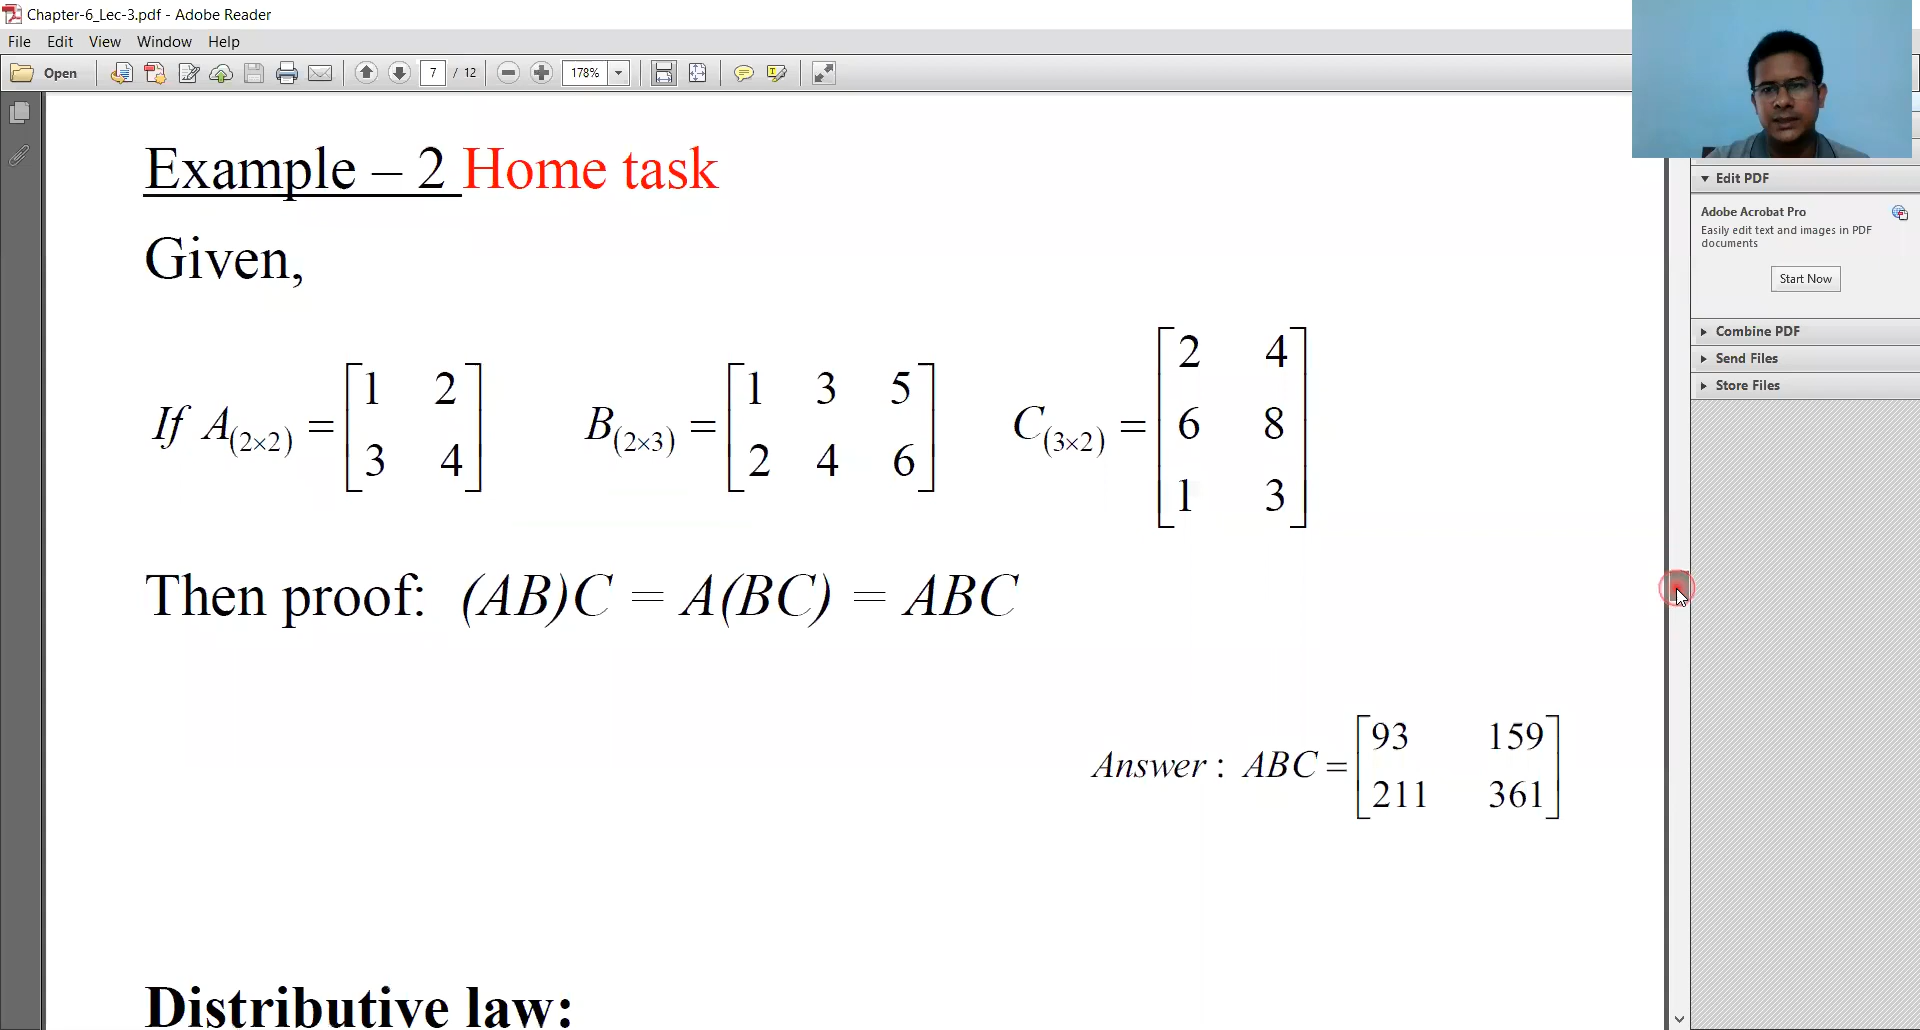 Chapter-6_Lec-3.pdf - Adobe Reader
File Edit View Window Help
Open 7 / 12 178%
Example – 2 Home task
Given,
If A(2×2) = [1 2; 3 4] B(2×3) = [1 3 5; 2 4 6] C(3×2) = [2 4; 6 8; 1 3]
Then proof: (AB)C = A(BC) = ABC
Answer : ABC = [93 159; 211 361]
Distributive law:
Edit PDF
Adobe Acrobat Pro
Easily edit text and images in PDF
documents
Start Now
Combine PDF
Send Files
Store Files